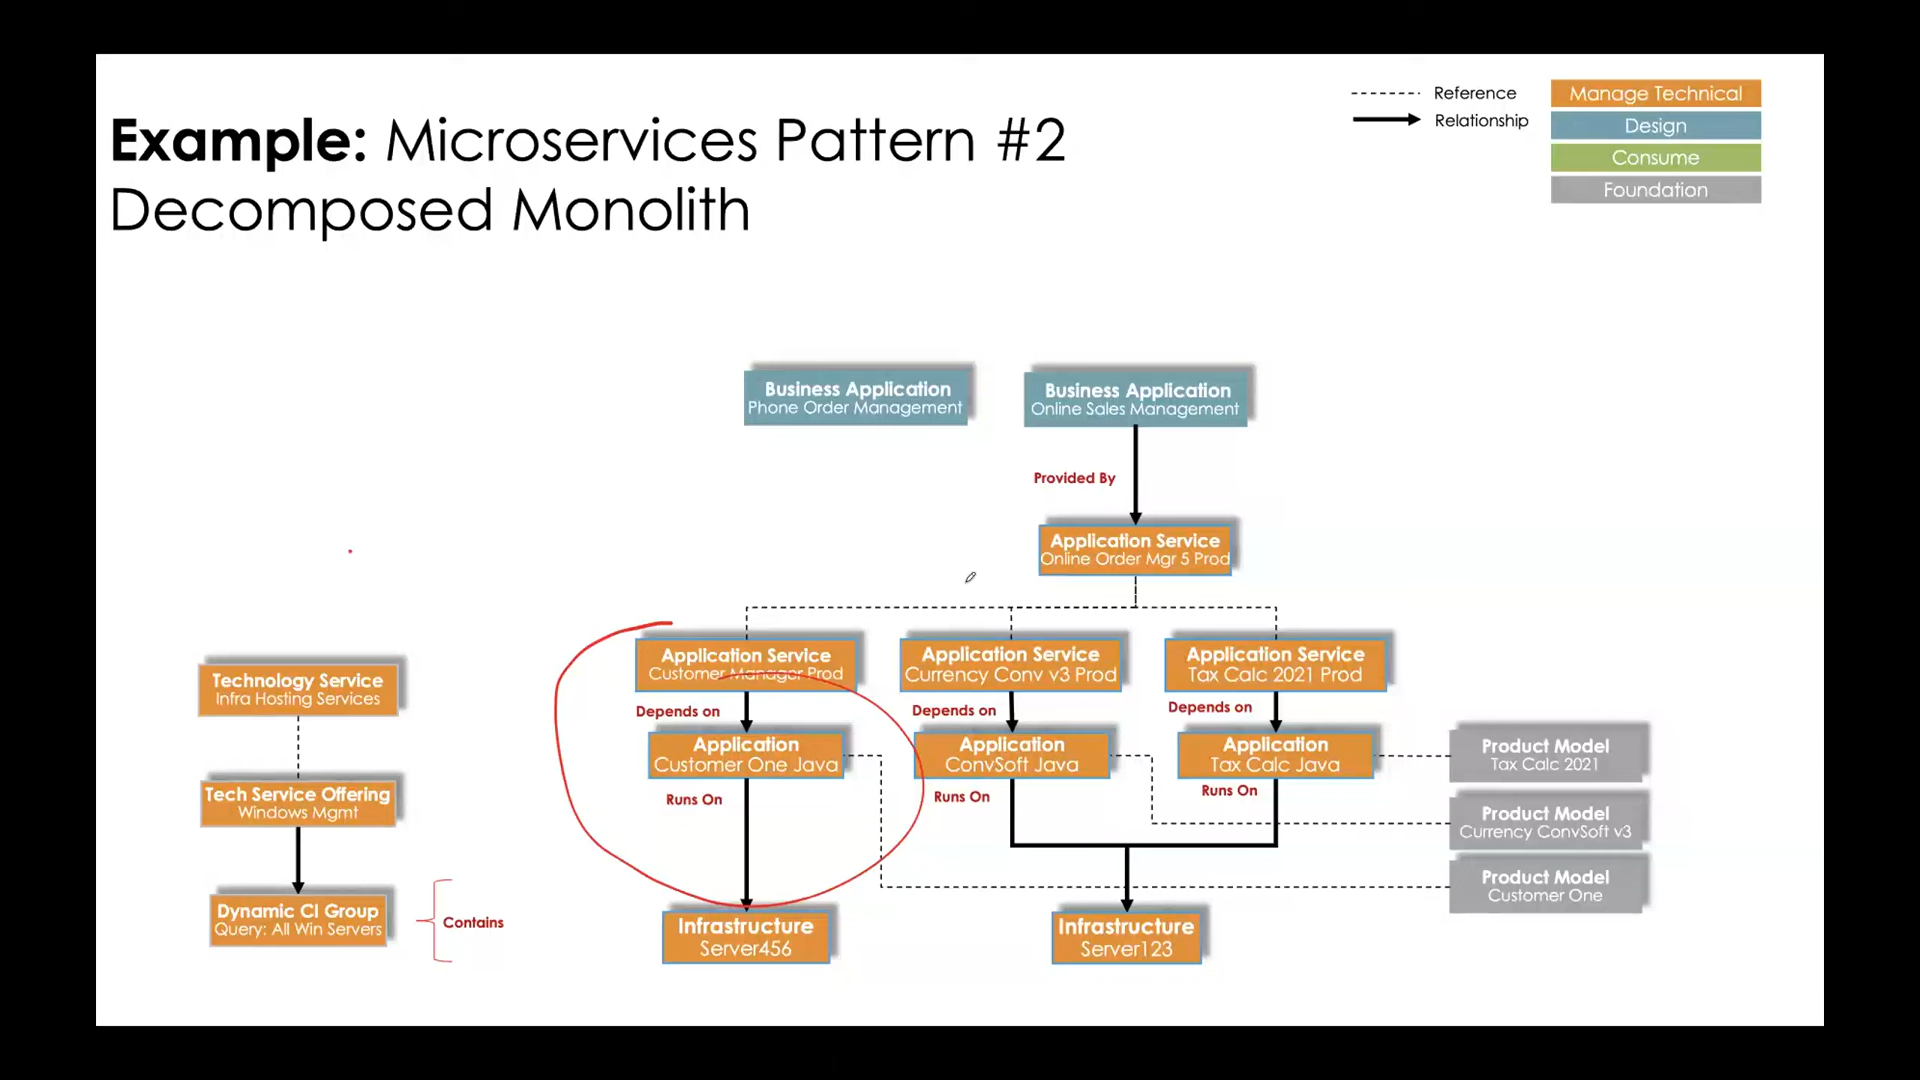 Example: Microservices Pattern #2
Decomposed Monolith
Reference
Relationship
Manage Technical
Design
Consume
Foundation
Business Application
Phone Order Management
Business Application
Online Sales Management
Provided By
Application Service
Online Order Mgr 5 Prod
Technology Service
Infra Hosting Services
Tech Service Offering
Windows Mgmt
Dynamic CI Group
Query: All Win Servers
Contains
Application Service
Customer Manager Prod
Depends on
Application
Customer One Java
Runs On
Infrastructure
Server456
Application Service
Currency Conv v3 Prod
Depends on
Application
ConvSoft Java
Runs On
Application Service
Tax Calc 2021 Prod
Depends on
Application
Tax Calc Java
Runs On
Infrastructure
Server123
Product Model
Tax Calc 2021
Product Model
Currency ConvSoft v3
Product Model
Customer One